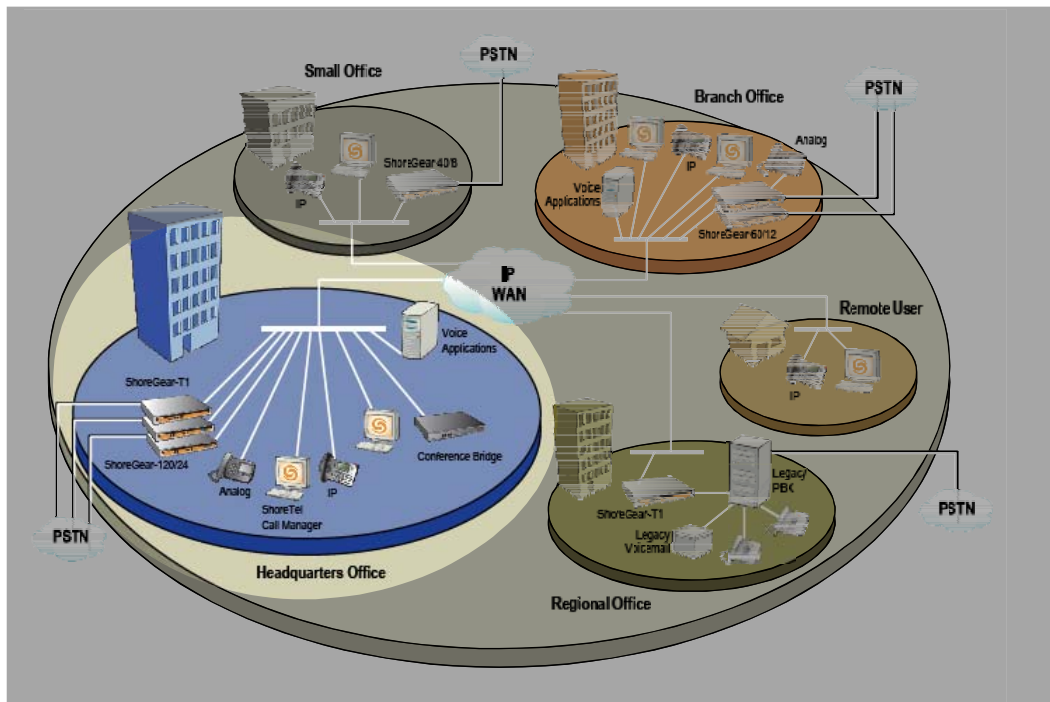 PSTN
Small Office
PSTN
Branch Office
Analog
ShoreGear 40/8
IP
IP
Voice
Applications
ShoreGear 60/12
IP
WAN
Remote User
Voice
Applications
IP
ShoreGear-T1
Conference Bridge
ShoreGear-120/24
Analog
IP
ShoreTel
Call Manager
Legacy
PBX
ShoreGear-T1
PSTN
Legacy
Voicemail
PSTN
Headquarters Office
Regional Office